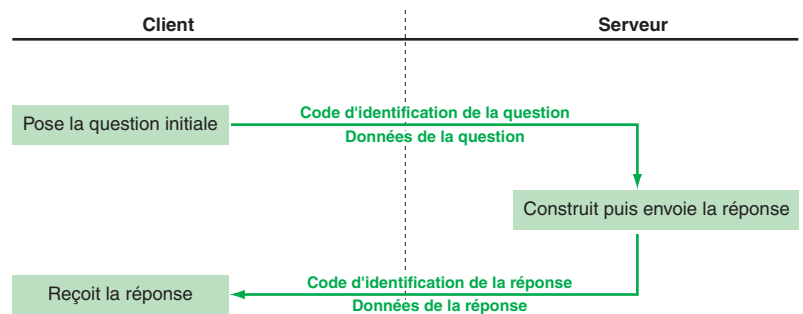 Client
Serveur
Pose la question initiale
Code d'identification de la question
Données de la question
Construit puis envoie la réponse
Reçoit la réponse
Code d'identification de la réponse
Données de la réponse